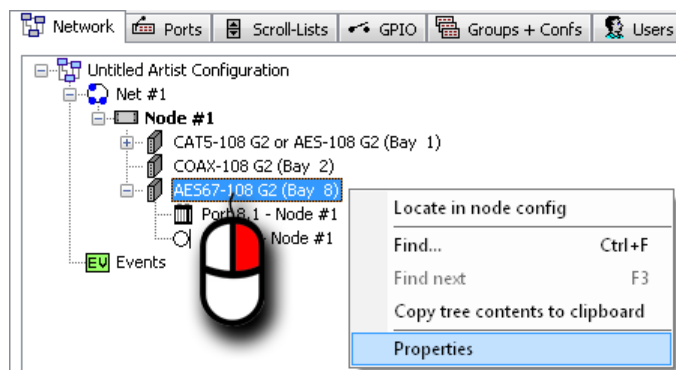 Network Ports Scroll-Lists GPIO Groups + Confs Users
Untitled Artist Configuration
Net #1
Node #1
CAT5-108 G2 or AES-108 G2 (Bay 1)
COAX-108 G2 (Bay 2)
AES67-108 G2 (Bay 8)
Port 8.1 - Node #1
- Node #1
EV Events
Locate in node config
Find... Ctrl+F
Find next F3
Copy tree contents to clipboard
Properties